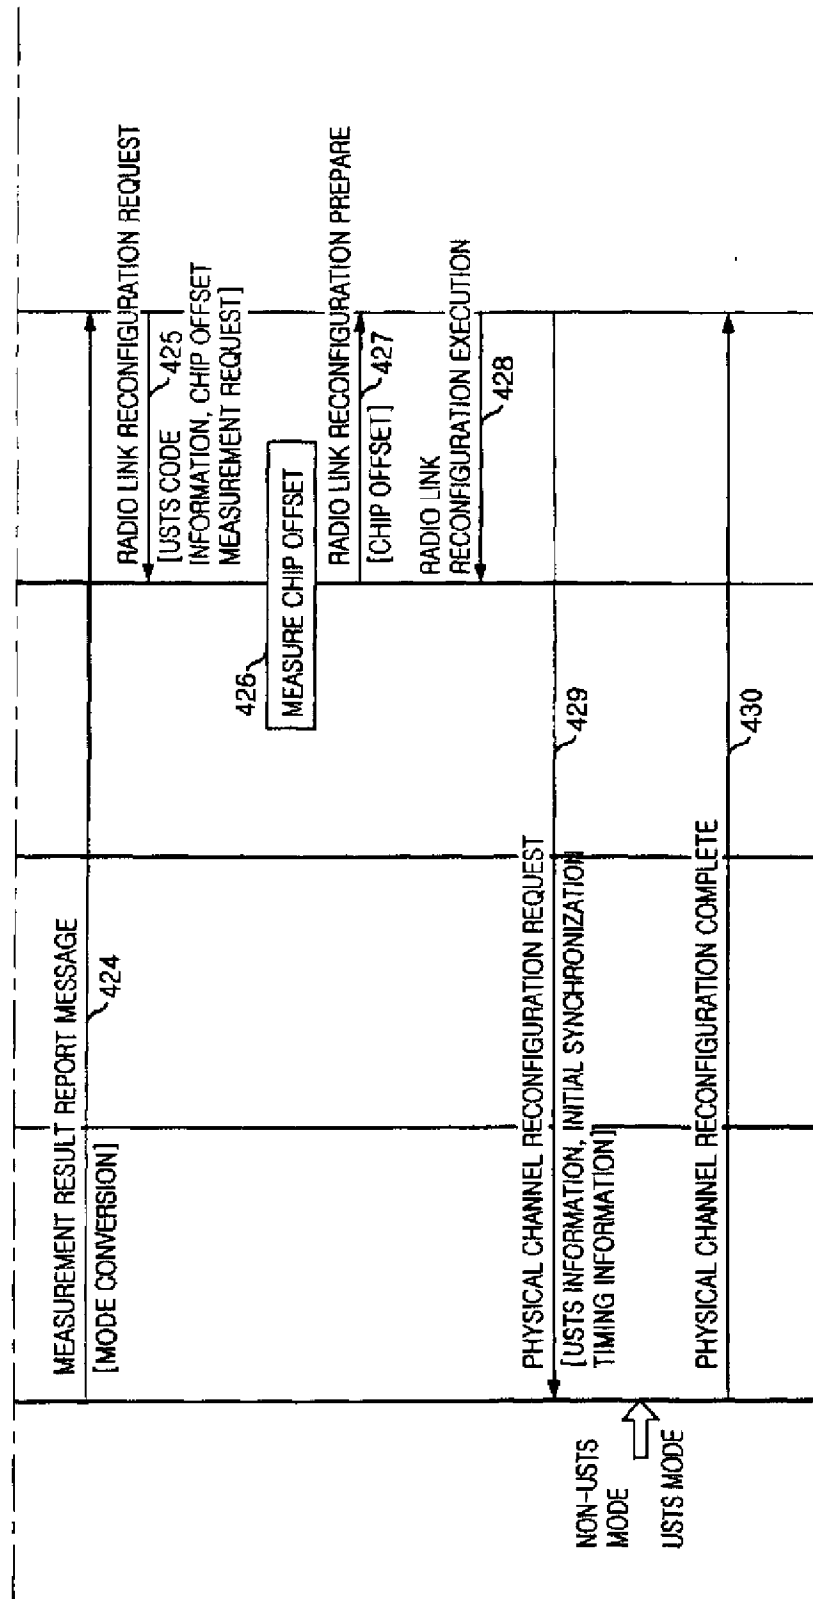 MEASUREMENT RESULT REPORT MESSAGE
424
[MODE CONVERSION]
RADIO LINK RECONFIGURATION REQUEST
425
[USTS CODE
INFORMATION, CHIP OFFSET
MEASUREMENT REQUEST]
426
MEASURE CHIP OFFSET
RADIO LINK RECONFIGURATION PREPARE
427
[CHIP OFFSET]
RADIO LINK
RECONFIGURATION EXECUTION
428
PHYSICAL CHANNEL RECONFIGURATION REQUEST
429
[USTS INFORMATION, INITIAL SYNCHRONIZATION
TIMING INFORMATION]
NON-USTS
MODE
USTS MODE
PHYSICAL CHANNEL RECONFIGURATION COMPLETE
430